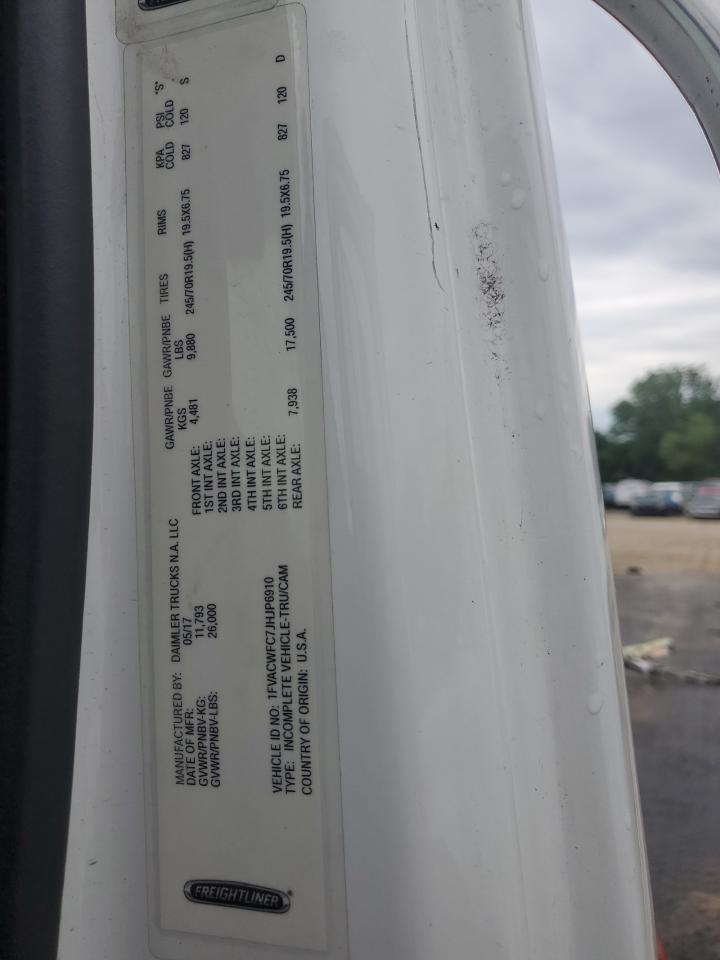 MANUFACTURED BY: DAIMLER TRUCKS N.A. LLC
DATE OF MFR: 05/17
GVWR/PNBV-KG: 11,793
GVWR/PNBV-LBS: 26,000
VEHICLE ID NO: 1FVACWFC7JHJP6910
TYPE: INCOMPLETE VEHICLE-TRU/CAM
COUNTRY OF ORIGIN: U.S.A.
GAWR/PNBE GAWR/PNBE TIRES RIMS KPA PSI "S"
KGS LBS COLD COLD
FRONT AXLE: 4,481 9,880 245/70R19.5(H) 19.5X6.75 827 120 S
1ST INT AXLE:
2ND INT AXLE:
3RD INT AXLE:
4TH INT AXLE:
5TH INT AXLE:
6TH INT AXLE:
REAR AXLE: 7,938 17,500 245/70R19.5(H) 19.5X6.75 827 120 D
FREIGHTLINER®